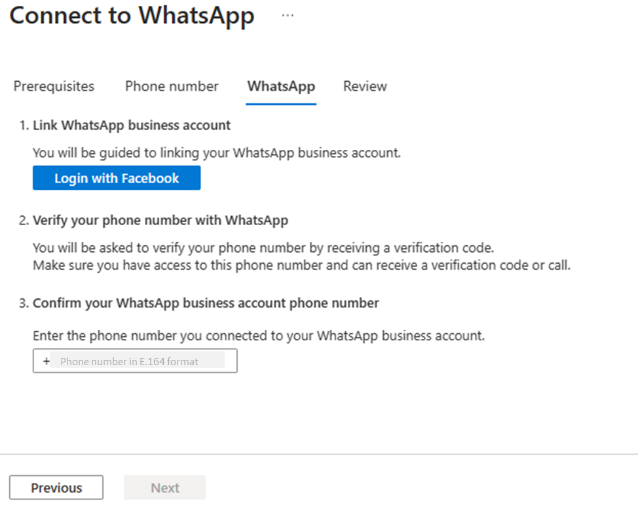 Connect to WhatsApp ...
Prerequisites Phone number WhatsApp Review
1. Link WhatsApp business account
You will be guided to linking your WhatsApp business account.
Login with Facebook
2. Verify your phone number with WhatsApp
You will be asked to verify your phone number by receiving a verification code.
Make sure you have access to this phone number and can receive a verification code or call.
3. Confirm your WhatsApp business account phone number
Enter the phone number you connected to your WhatsApp business account.
+ Phone number in E.164 format
Previous Next